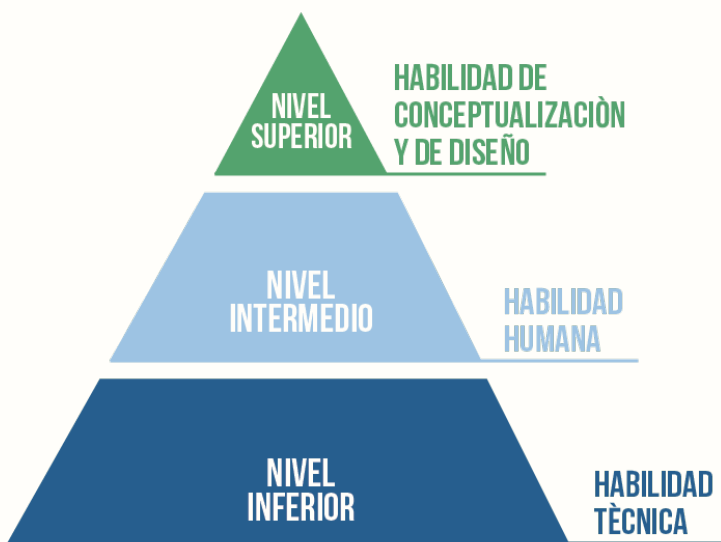 NIVEL
SUPERIOR
HABILIDAD DE
CONCEPTUALIZACIÒN
Y DE DISEÑO
NIVEL
INTERMEDIO
HABILIDAD
HUMANA
NIVEL
INFERIOR
HABILIDAD
TÈCNICA